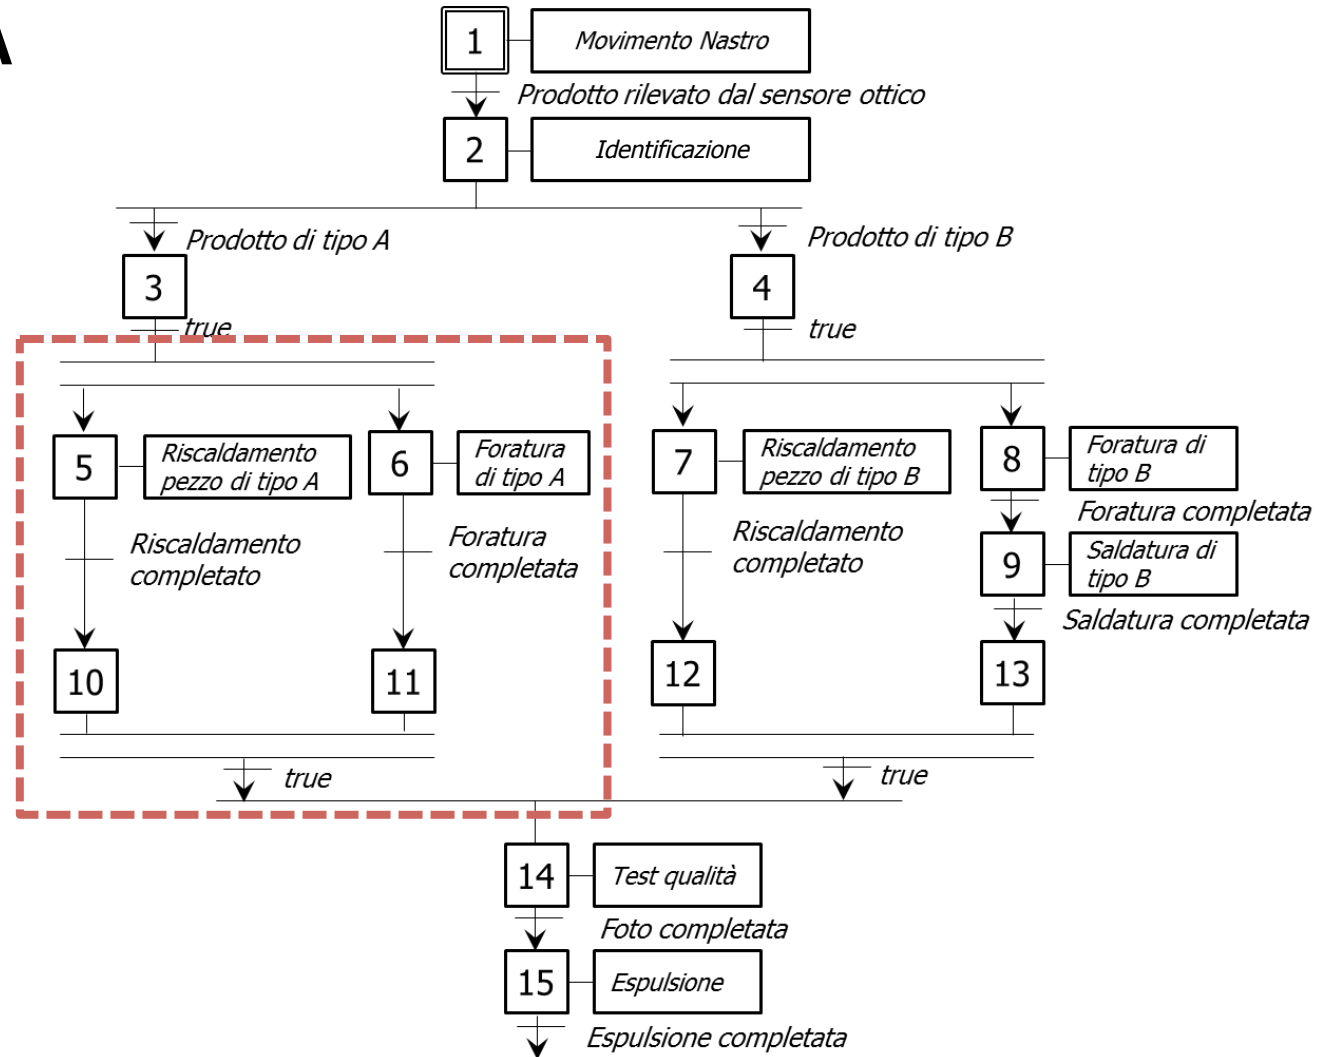 A
1
Movimento Nastro
Prodotto rilevato dal sensore ottico
2
Identificazione
Prodotto di tipo A
Prodotto di tipo B
3
4
true
true
5
Riscaldamento
pezzo di tipo A
6
Foratura
di tipo A
7
Riscaldamento
pezzo di tipo B
8
Foratura di
tipo B
Riscaldamento
completato
Foratura
completata
Riscaldamento
completato
Foratura completata
9
Saldatura di
tipo B
Saldatura completata
10
11
12
13
true
true
14
Test qualità
Foto completata
15
Espulsione
Espulsione completata